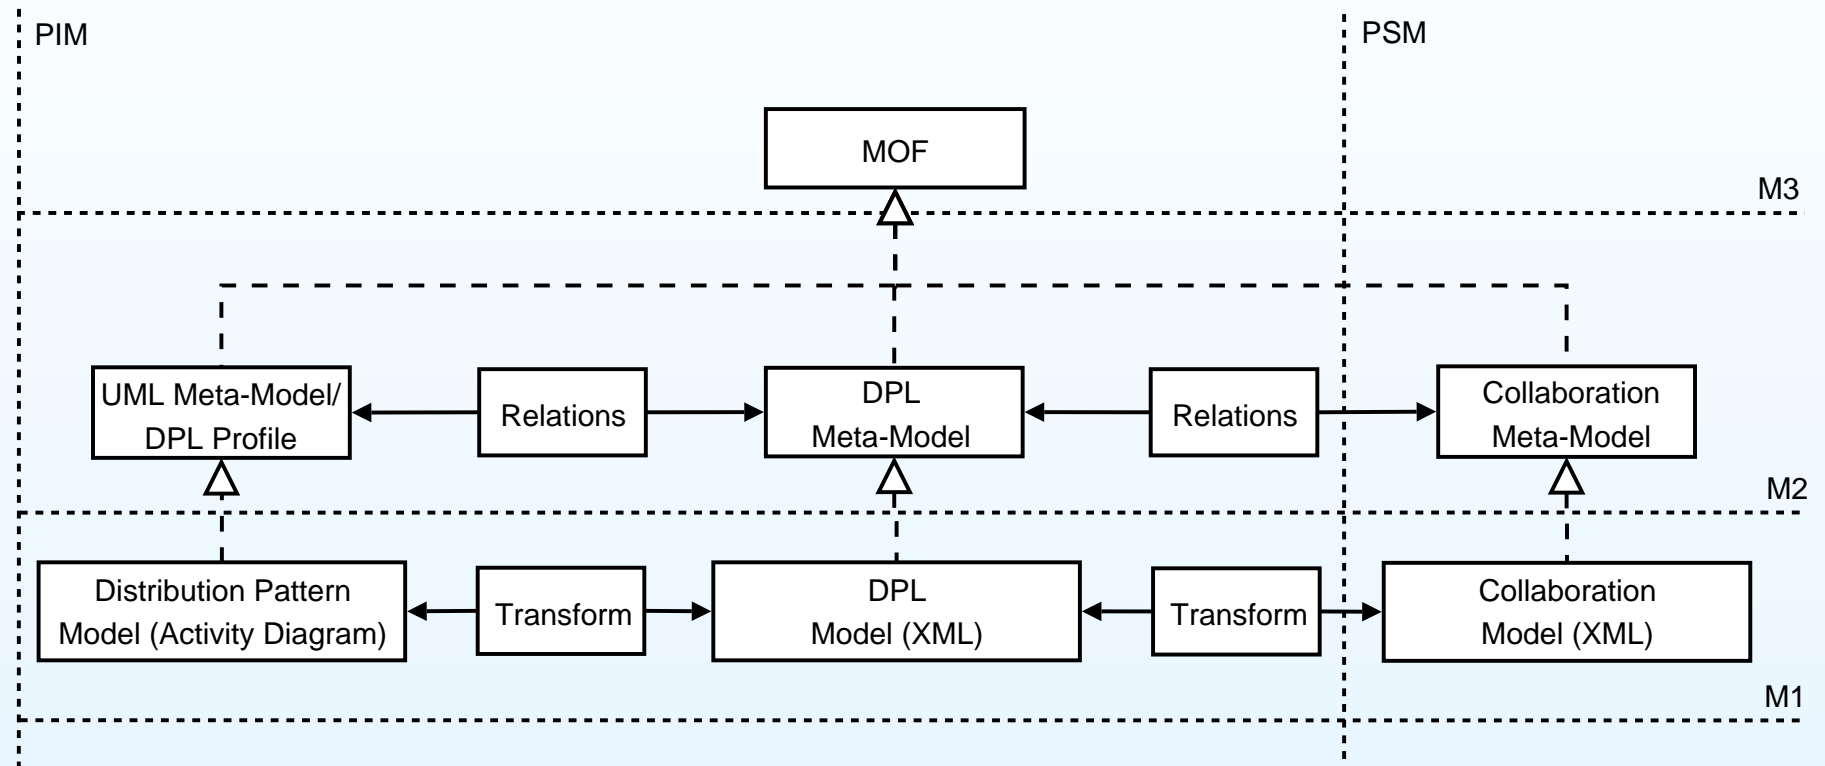 PIM
PSM
MOF
M3
UML Meta-Model/
DPL Profile
Relations
DPL
Meta-Model
Relations
Collaboration
Meta-Model
M2
Distribution Pattern
Model (Activity Diagram)
Transform
DPL
Model (XML)
Transform
Collaboration
Model (XML)
M1